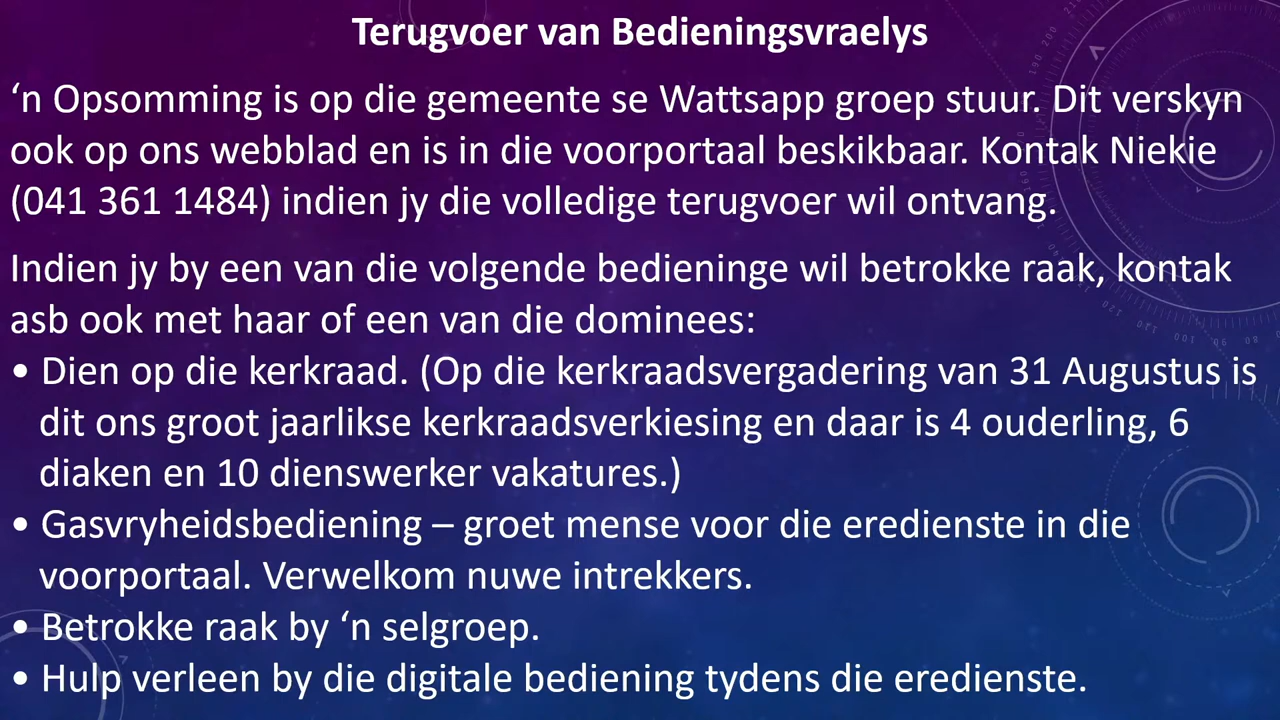 Terugvoer van Bedieningsvraelys
‘n Opsomming is op die gemeente se Wattsapp groep stuur. Dit verskyn
ook op ons webblad en is in die voorportaal beskikbaar. Kontak Niekie
(041 361 1484) indien jy die volledige terugvoer wil ontvang.
Indien jy by een van die volgende bedieninge wil betrokke raak, kontak
asb ook met haar of een van die dominees:
• Dien op die kerkraad. (Op die kerkraadsvergadering van 31 Augustus is
dit ons groot jaarlikse kerkraadsverkiesing en daar is 4 ouderling, 6
diaken en 10 dienswerker vakatures.)
• Gasvryheidsbediening – groet mense voor die eredienste in die
voorportaal. Verwelkom nuwe intrekkers.
• Betrokke raak by ‘n selgroep.
• Hulp verleen by die digitale bediening tydens die eredienste.